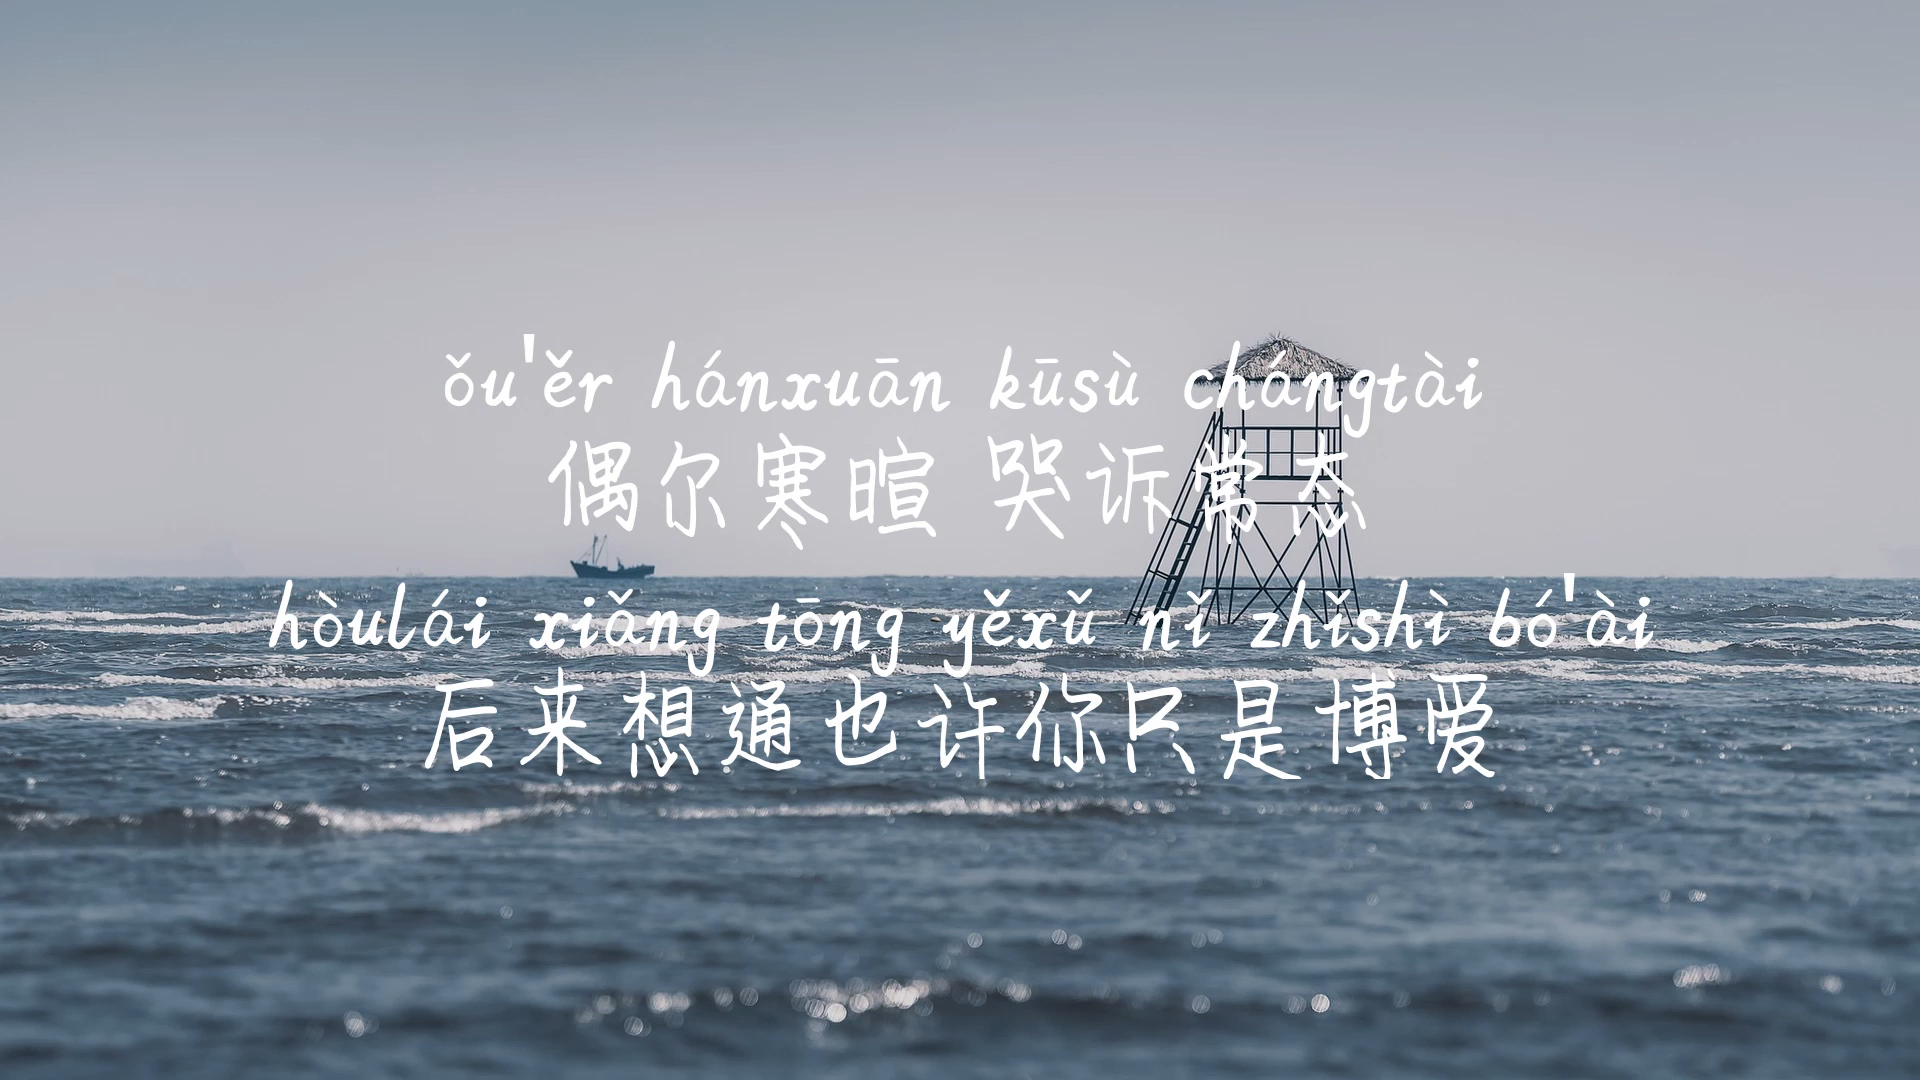 ǒu'ěr hánxuān kūsù chángtài
偶尔寒暄 哭诉常态
hòulái xiǎng tōng yěxǔ nǐ zhǐshì bó'ài
后来想通也许你只是博爱